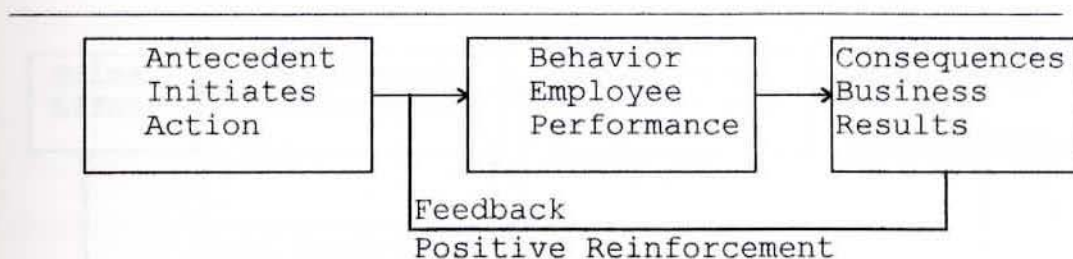 Antecedent
Initiates
Action
Behavior
Employee
Performance
Consequences
Business
Results
Feedback
Positive Reinforcement